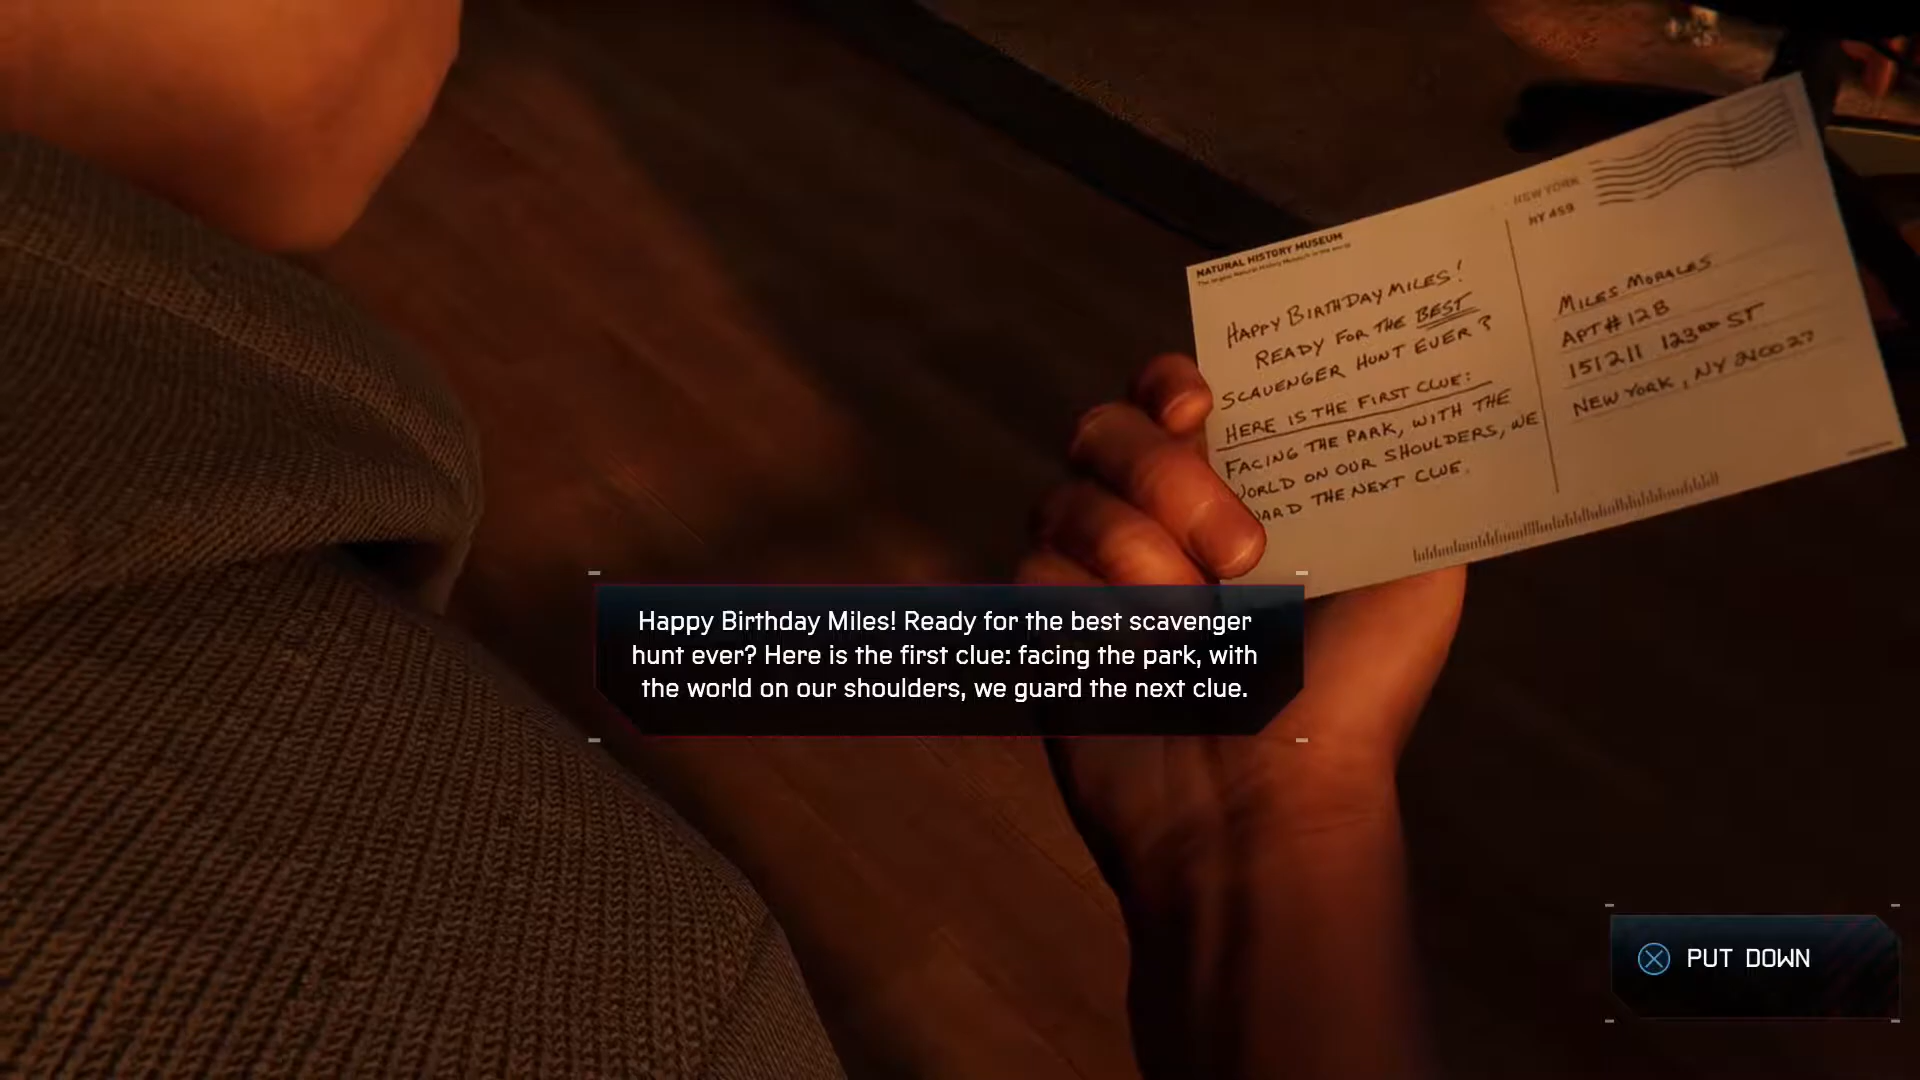 NATURAL HISTORY MUSEUM
HAPPY BIRTHDAY MILES!
READY FOR THE BEST
SCAVENGER HUNT EVER?
HERE IS THE FIRST CLUE:
FACING THE PARK, WITH THE
WORLD ON OUR SHOULDERS, WE
THE NEXT CLUE.
NEW YORK
NY 459
MILES MORALES
APT # 12B
151211 123RD ST
NEW YORK, NY
Happy Birthday Miles! Ready for the best scavenger
hunt ever? Here is the first clue: facing the park, with
the world on our shoulders, we guard the next clue.
PUT DOWN